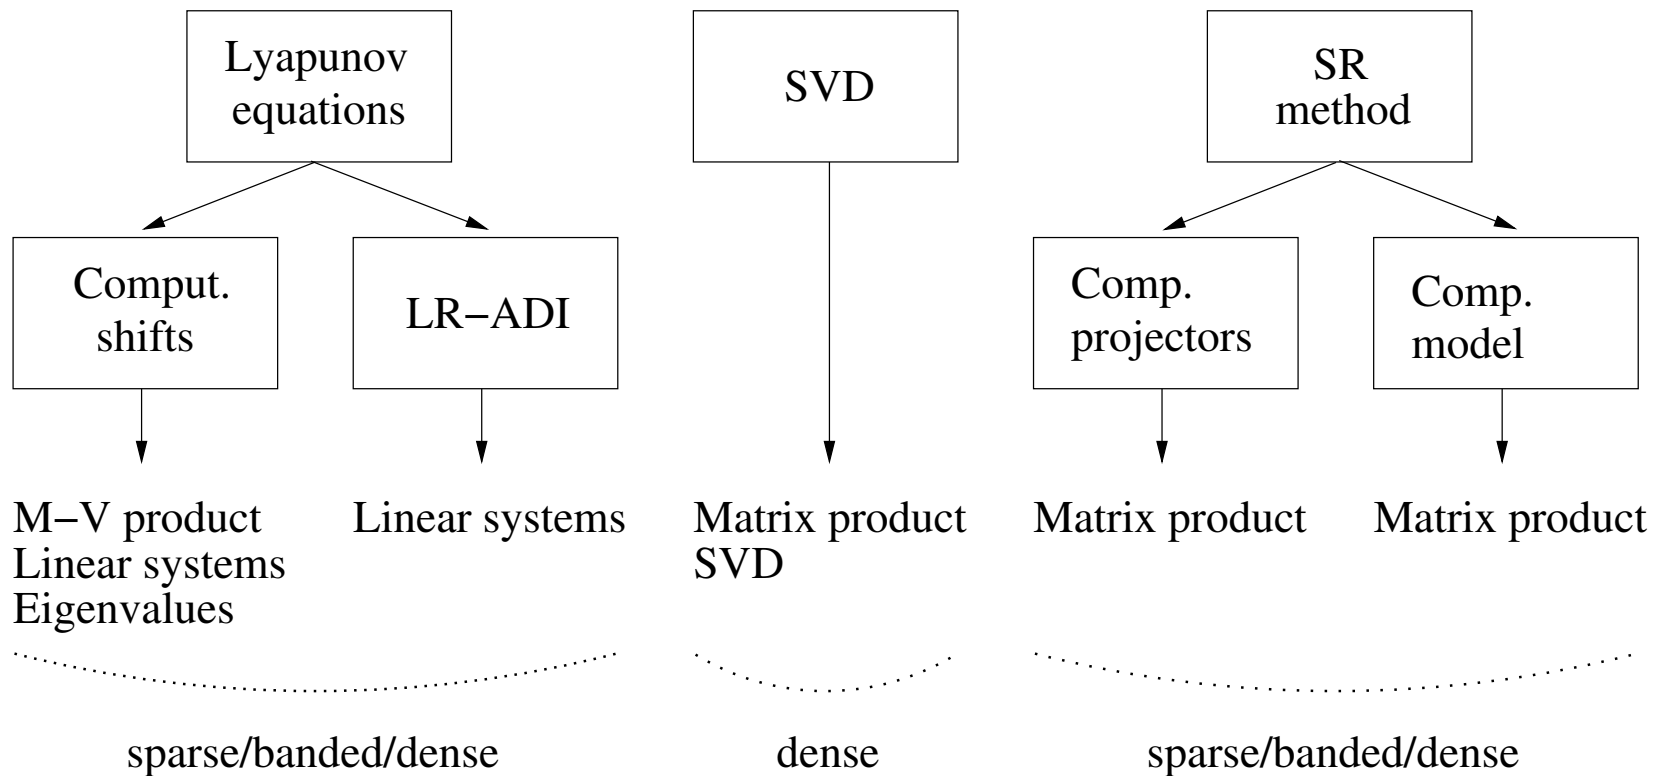 Lyapunov
equations
SVD
SR
method
Comput.
shifts
LR−ADI
Comp.
projectors
Comp.
model
M−V product
Linear systems
Eigenvalues
Linear systems
Matrix product
SVD
Matrix product
Matrix product
sparse/banded/dense
dense
sparse/banded/dense